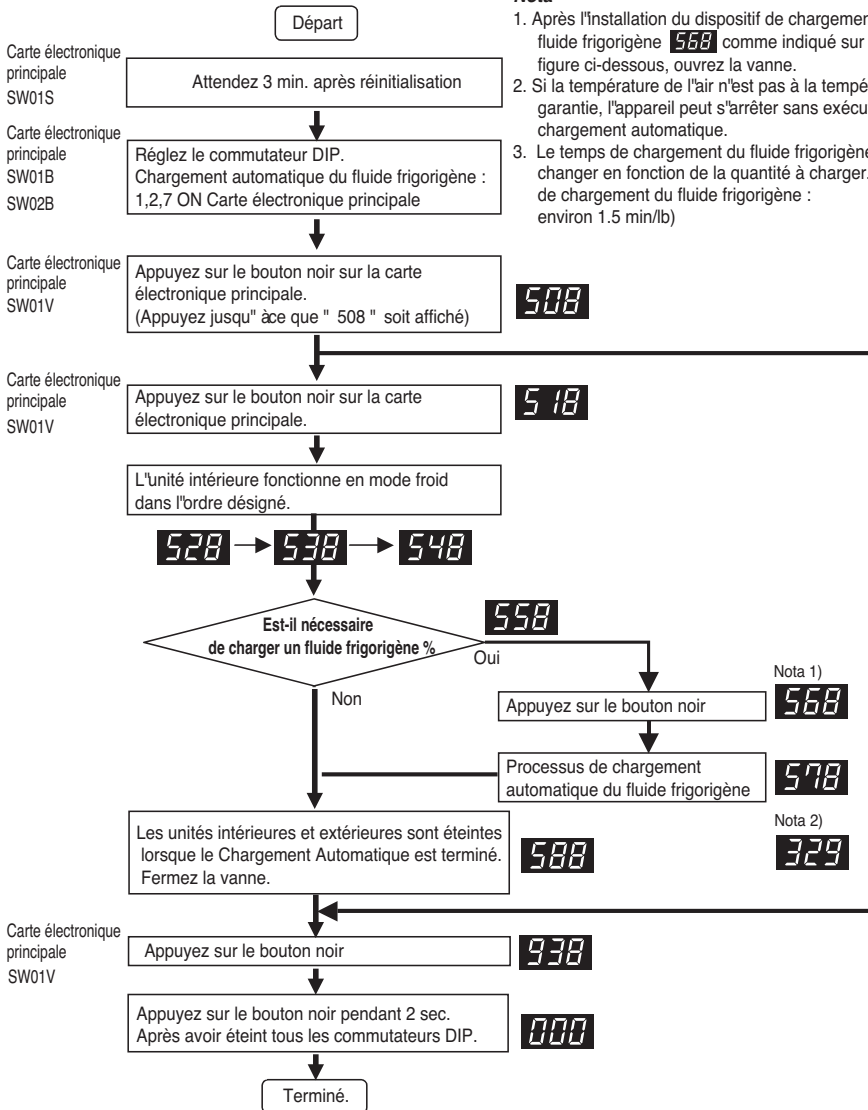 Départ
Nota
1. Après l"installation du dispositif de chargement
fluide frigorigène 568 comme indiqué sur
figure ci-dessous, ouvrez la vanne.
2. Si la température de l"air n"est pas à la
garantie, l"appareil peut s"arrêter sans
chargement automatique.
3. Le temps de chargement du fluide frigorigène
changer en fonction de la quantité à charger.
de chargement du fluide frigorigène :
environ 1.5 min/lb)
Carte électronique
principale
SW01S
Attendez 3 min. après réinitialisation
Carte électronique
principale
SW01B
SW02B
Réglez le commutateur DIP.
Chargement automatique du fluide frigorigène :
1,2,7 ON Carte électronique principale
Carte électronique
principale
SW01V
Appuyez sur le bouton noir sur la carte
électronique principale.
(Appuyez jusqu" àce que " 508 " soit affiché)
508
Carte électronique
principale
SW01V
Appuyez sur le bouton noir sur la carte
électronique principale.
518
L"unité intérieure fonctionne en mode froid
dans l"ordre désigné.
528 538 548
Est-il nécessaire
de charger un fluide frigorigène %
558
Oui
Non
Appuyez sur le bouton noir
Nota 1)
568
Processus de chargement
automatique du fluide frigorigène
578
Les unités intérieures et extérieures sont éteintes
lorsque le Chargement Automatique est terminé.
Fermez la vanne.
588
Nota 2)
329
Carte électronique
principale
SW01V
Appuyez sur le bouton noir
938
Appuyez sur le bouton noir pendant 2 sec.
Après avoir éteint tous les commutateurs DIP.
000
Terminé.